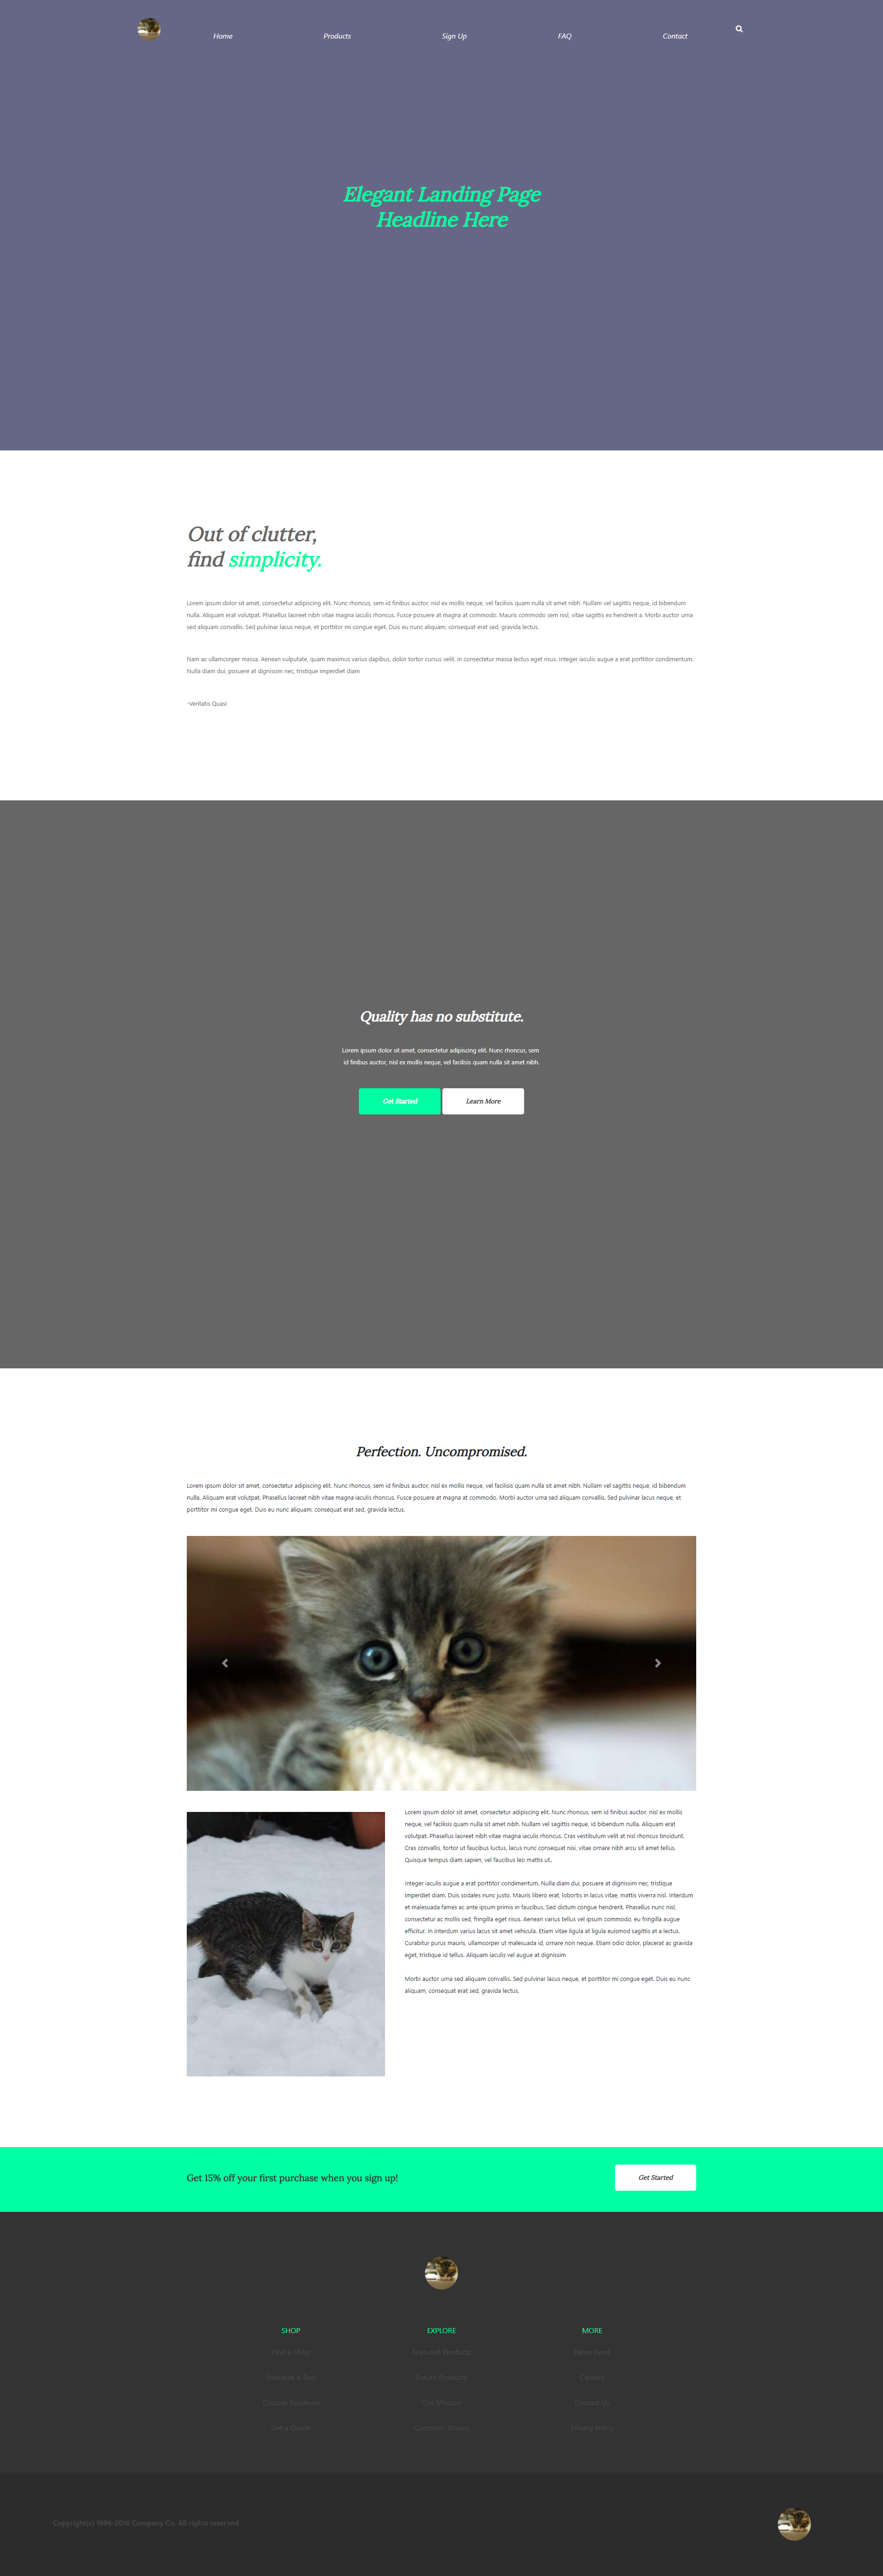 Home Products Sign Up FAQ Contact
Elegant Landing Page
Headline Here
Out of clutter,
find simplicity.
Lorem ipsum dolor sit amet, consectetur adipiscing elit. Nunc rhoncus, sem id finibus auctor, nisl ex mollis neque, vel facilisis quam nulla sit amet nibh. Nullam vel sagittis neque, id bibendum
nulla. Aliquam erat volutpat. Phasellus laoreet nibh vitae magna iaculis rhoncus. Fusce posuere at magna at commodo. Mauris commodo sem nisl, vitae sagittis ex hendrerit a. Morbi auctor urna
sed aliquam convallis. Sed pulvinar lacus neque, et porttitor mi congue eget. Duis eu nunc aliquam, consequat erat sed, gravida lectus.
Nam ac ullamcorper massa. Aenean vulputate, quam maximus varius dapibus, dolor tortor cursus velit, in consectetur massa lectus eget risus. Integer iaculis augue a erat porttitor condimentum.
Nulla diam dui, posuere at dignissim nec, tristique imperdiet diam
-Veritatis Quasi
Quality has no substitute.
Lorem ipsum dolor sit amet, consectetur adipiscing elit. Nunc rhoncus, sem
id finibus auctor, nisl ex mollis neque, vel facilisis quam nulla sit amet nibh.
Get Started Learn More
Perfection. Uncompromised.
Lorem ipsum dolor sit amet, consectetur adipiscing elit. Nunc rhoncus, sem id finibus auctor, nisl ex mollis neque, vel facilisis quam nulla sit amet nibh. Nullam vel sagittis neque, id bibendum
nulla. Aliquam erat volutpat. Phasellus laoreet nibh vitae magna iaculis rhoncus. Fusce posuere at magna at commodo. Morbi auctor urna sed aliquam convallis. Sed pulvinar lacus neque, et
porttitor mi congue eget. Duis eu nunc aliquam, consequat erat sed, gravida lectus.
Lorem ipsum dolor sit amet, consectetur adipiscing elit. Nunc rhoncus, sem id finibus auctor, nisl ex mollis
neque, vel facilisis quam nulla sit amet nibh. Nullam vel sagittis neque, id bibendum nulla. Aliquam erat
volutpat. Phasellus laoreet nibh vitae magna iaculis rhoncus. Cras vestibulum velit at nisl rhoncus tincidunt.
Cras convallis, tortor ut faucibus luctus, lacus nunc consequat nisi, vitae ornare nibh arcu sit amet tellus.
Quisque tempus diam sapien, vel faucibus leo mattis ut..
Integer iaculis augue a erat porttitor condimentum. Nulla diam dui, posuere at dignissim nec, tristique
imperdiet diam. Duis sodales nunc justo. Mauris libero erat, lobortis in lacus vitae, mattis viverra nisl. Interdum
et malesuada fames ac ante ipsum primis in faucibus. Sed dictum congue hendrerit. Phasellus nunc nisl,
consectetur ac mollis sed, fringilla eget risus. Aenean varius tellus vel ipsum commodo, eu fringilla augue
efficitur. In interdum varius lacus sit amet vehicula. Etiam vitae ligula at ligula euismod sagittis at a lectus.
Curabitur purus mauris, ullamcorper ut malesuada id, ornare non neque. Etiam odio dolor, placerat ac gravida
eget, tristique id tellus. Aliquam iaculis vel augue at dignissim
Morbi auctor urna sed aliquam convallis. Sed pulvinar lacus neque, et porttitor mi congue eget. Duis eu nunc
aliquam, consequat erat sed, gravida lectus.
Get 15% off your first purchase when you sign up! Get Started
SHOP EXPLORE MORE
Find a Shop Featured Products News Feed
Schedule a Tour Future Products Careers
Custom Solutions Our Mission Contact Us
Get a Quote Customer Stories Privacy Policy
Copyright(c) 1996-2016 Company Co. All rights reserved